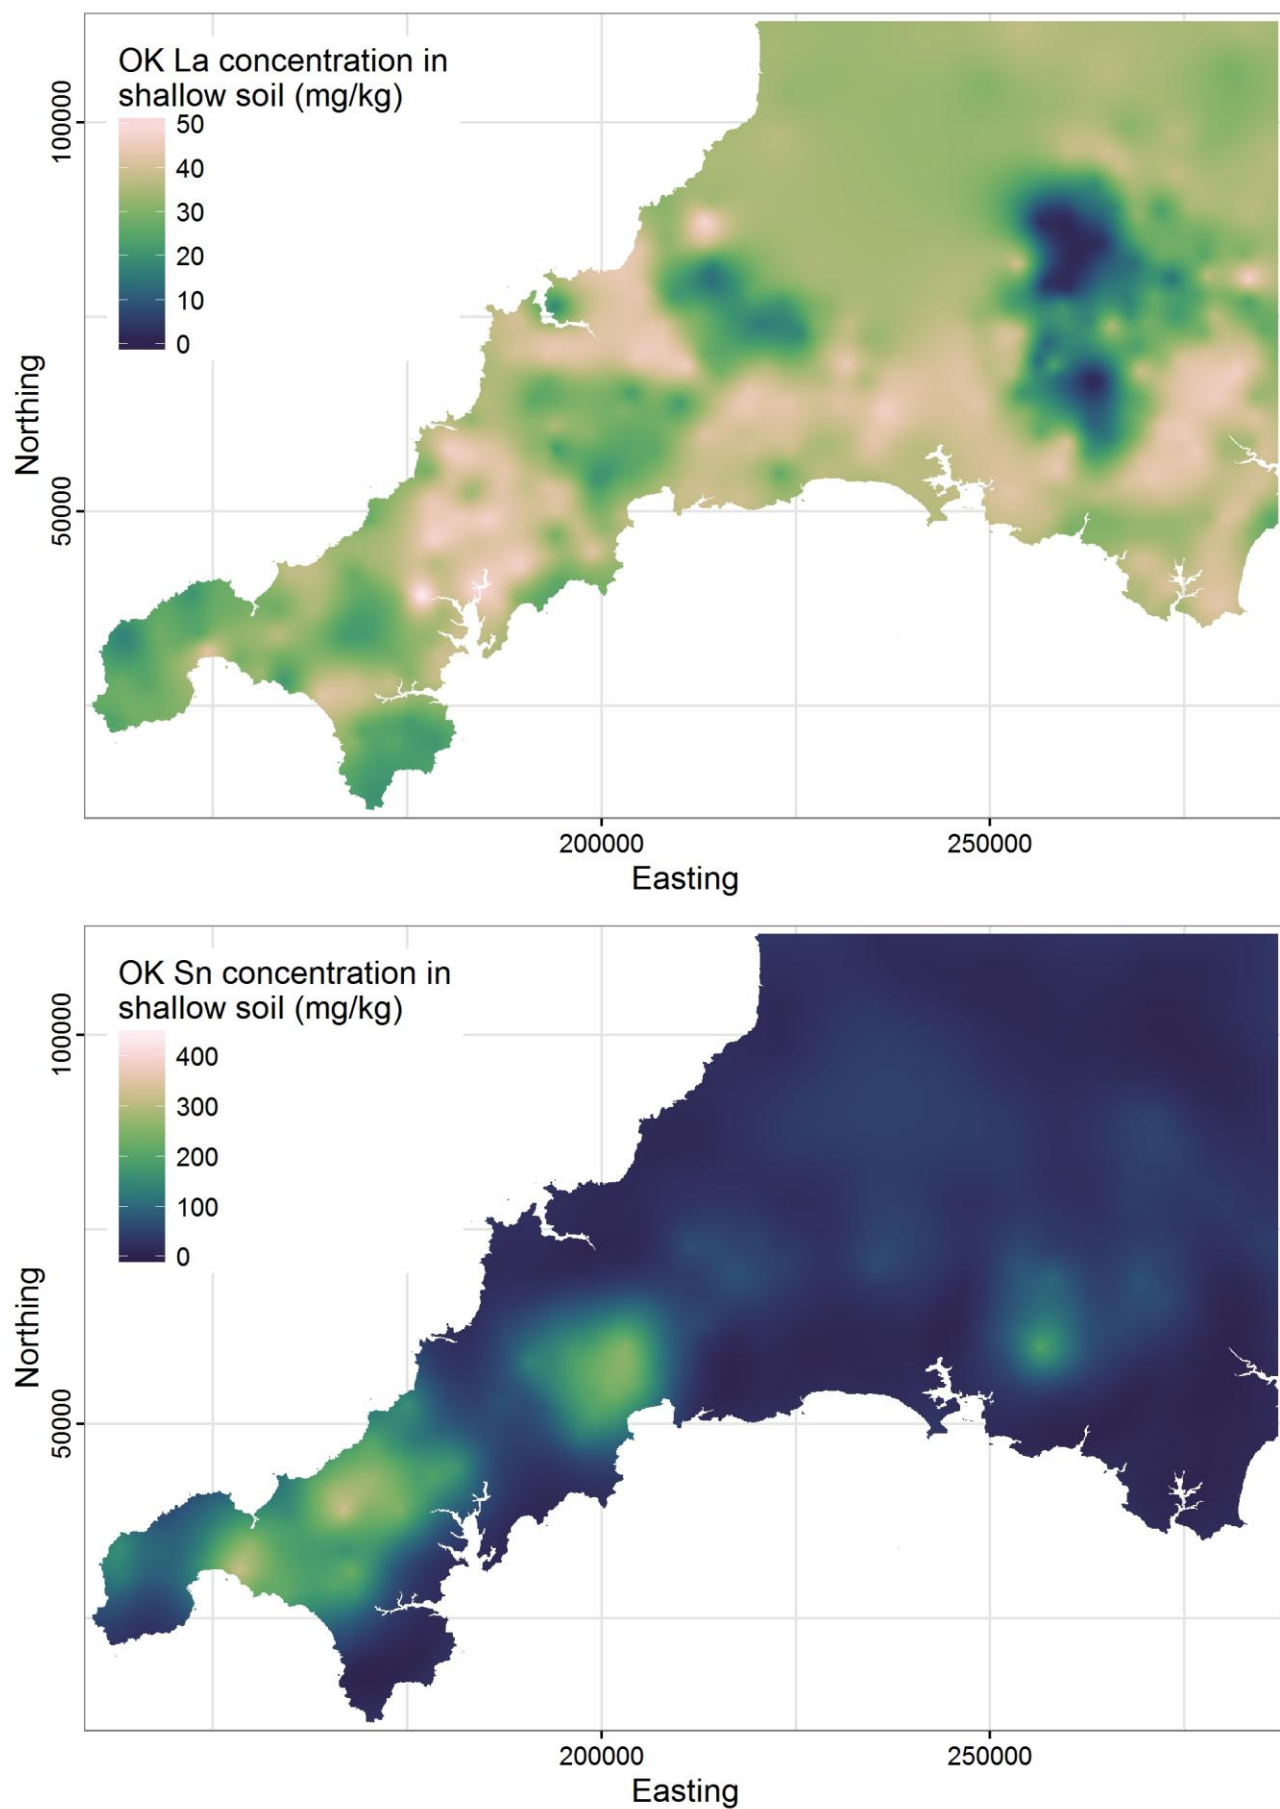 OK La concentration in
shallow soil (mg/kg)
50
40
30
20
10
0
100000
50000
Northing
200000
250000
Easting
OK Sn concentration in
shallow soil (mg/kg)
400
300
200
100
0
100000
50000
Northing
200000
250000
Easting